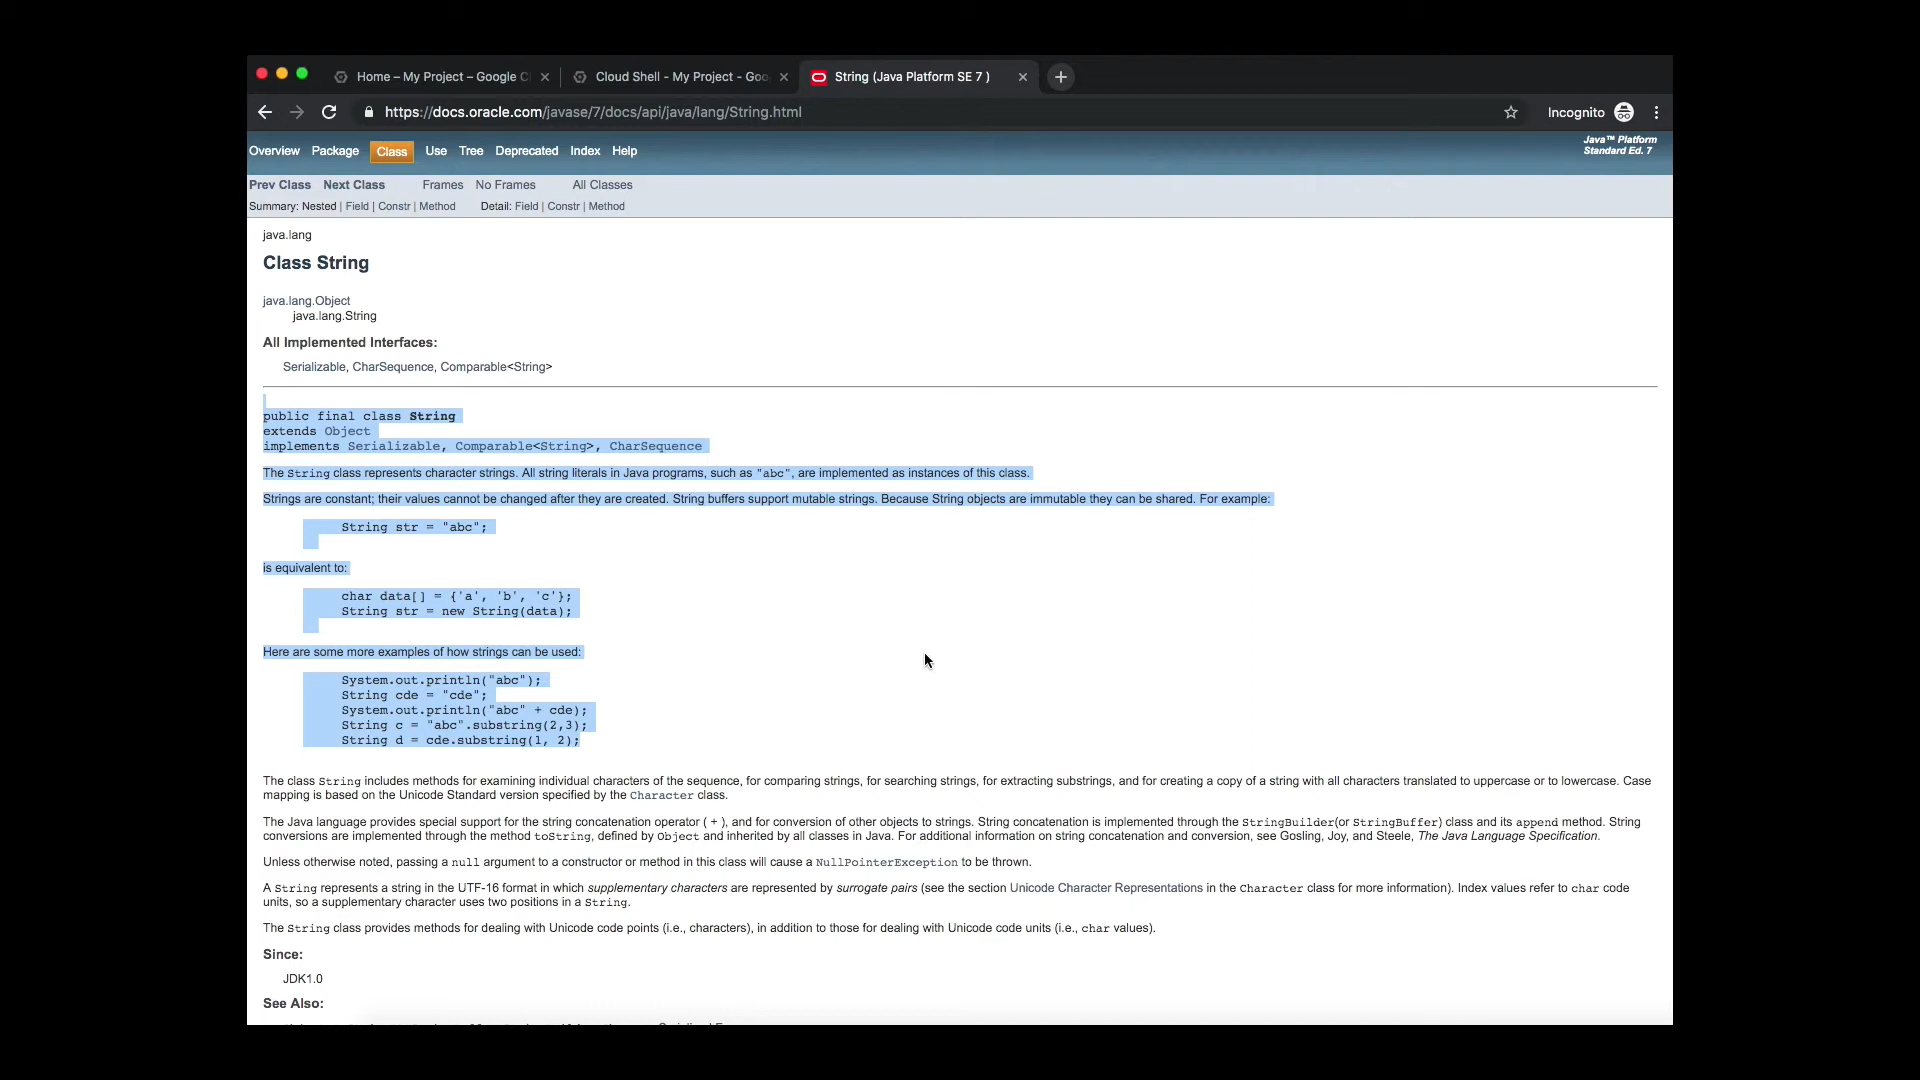 Home – My Project – Google C
Cloud Shell - My Project - Goo
String (Java Platform SE 7 )
https://docs.oracle.com/javase/7/docs/api/java/lang/String.html
Incognito
Overview Package Class Use Tree Deprecated Index Help
Java™ Platform
Standard Ed. 7
Prev Class Next Class Frames No Frames All Classes
Summary: Nested | Field | Constr | Method Detail: Field | Constr | Method
java.lang
Class String
java.lang.Object
java.lang.String
All Implemented Interfaces:
Serializable, CharSequence, Comparable<String>
public final class String
extends Object
implements Serializable, Comparable<String>, CharSequence
The String class represents character strings. All string literals in Java programs, such as "abc", are implemented as instances of this class.
Strings are constant; their values cannot be changed after they are created. String buffers support mutable strings. Because String objects are immutable they can be shared. For example:
String str = "abc";
is equivalent to:
char data[] = {'a', 'b', 'c'};
String str = new String(data);
Here are some more examples of how strings can be used:
System.out.println("abc");
String cde = "cde";
System.out.println("abc" + cde);
String c = "abc".substring(2,3);
String d = cde.substring(1, 2);
The class String includes methods for examining individual characters of the sequence, for comparing strings, for searching strings, for extracting substrings, and for creating a copy of a string with all characters translated to uppercase or to lowercase. Case
mapping is based on the Unicode Standard version specified by the Character class.
The Java language provides special support for the string concatenation operator ( + ), and for conversion of other objects to strings. String concatenation is implemented through the StringBuilder(or StringBuffer) class and its append method. String
conversions are implemented through the method toString, defined by Object and inherited by all classes in Java. For additional information on string concatenation and conversion, see Gosling, Joy, and Steele, The Java Language Specification.
Unless otherwise noted, passing a null argument to a constructor or method in this class will cause a NullPointerException to be thrown.
A String represents a string in the UTF-16 format in which supplementary characters are represented by surrogate pairs (see the section Unicode Character Representations in the Character class for more information). Index values refer to char code
units, so a supplementary character uses two positions in a String.
The String class provides methods for dealing with Unicode code points (i.e., characters), in addition to those for dealing with Unicode code units (i.e., char values).
Since:
JDK1.0
See Also: